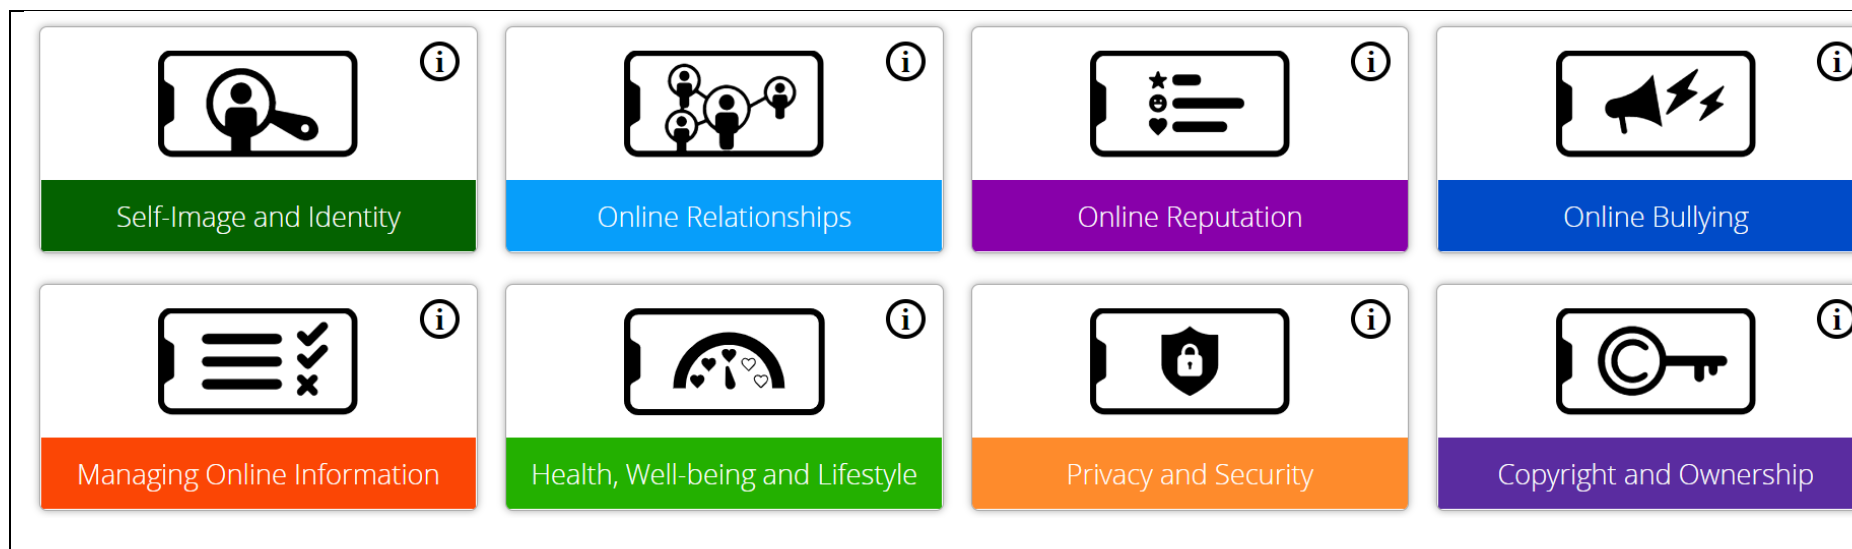 i
i
i
i
Self-Image and Identity
Online Relationships
Online Reputation
Online Bullying
i
i
i
i
C
Managing Online Information
Health, Well-being and Lifestyle
Privacy and Security
Copyright and Ownership